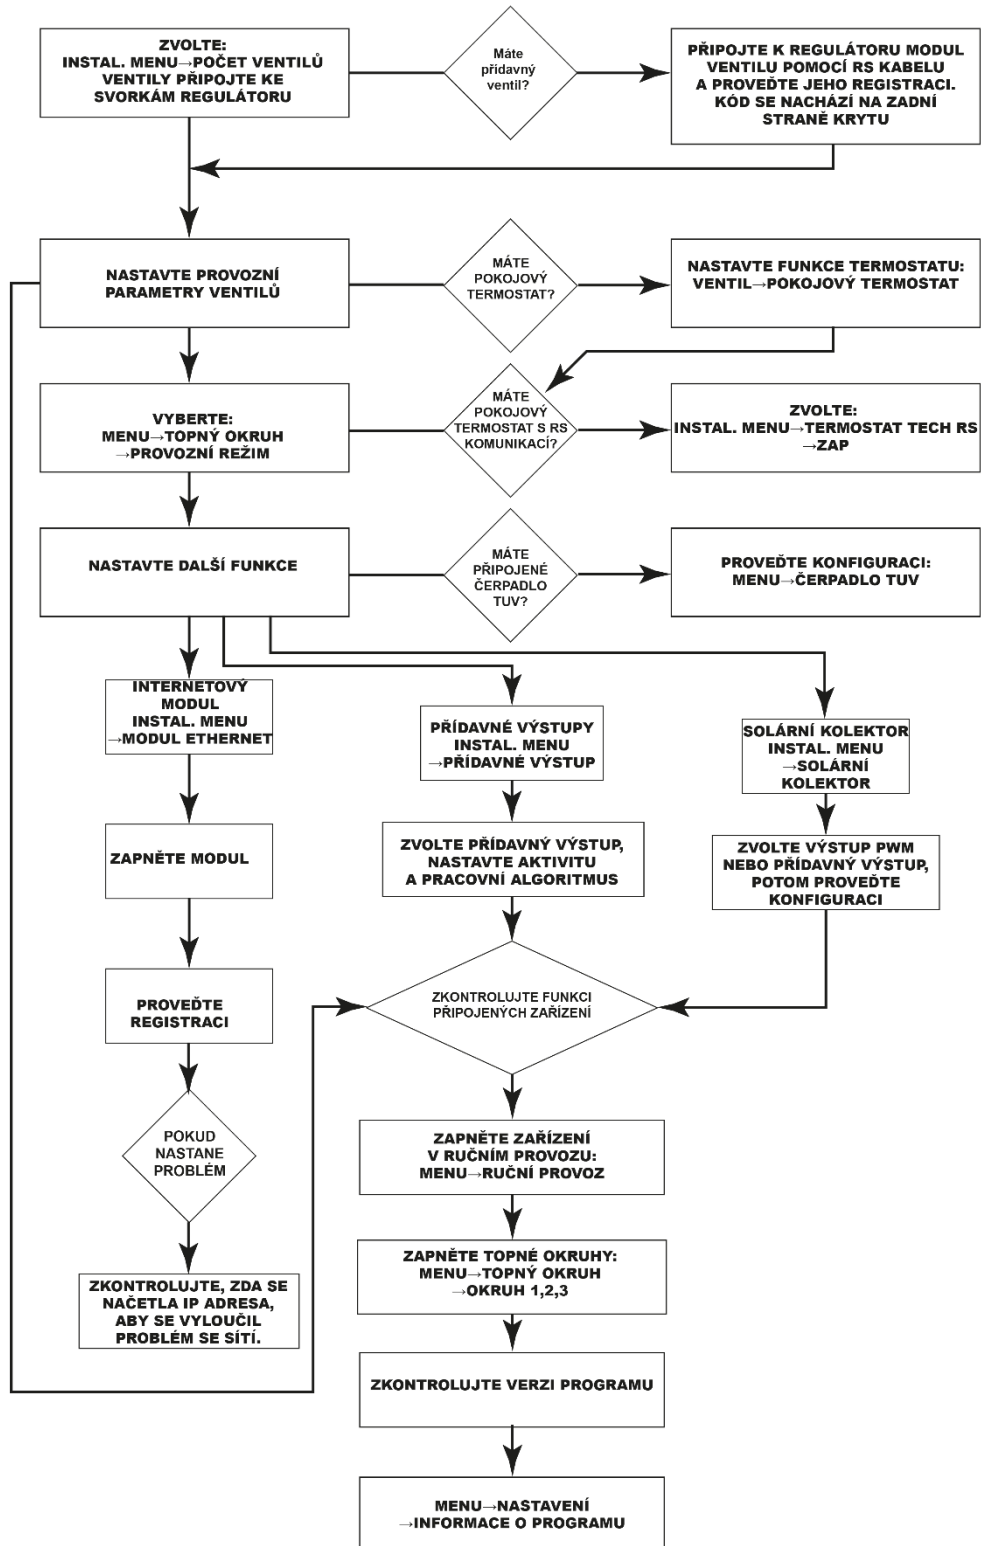 ZVOLTE:
INSTAL. MENU→POČET VENTILŮ
VENTILY PŘIPOJTE KE
SVORKÁM REGULÁTORU
Máte
přídavný
ventil?
PŘIPOJTE K REGULÁTORU MODUL
VENTILU POMOCÍ RS KABELU
A PROVEĎTE JEHO REGISTRACI.
KÓD SE NACHÁZÍ NA ZADNÍ
STRANĚ KRYTU
NASTAVTE PROVOZNÍ
PARAMETRY VENTILŮ
MÁTE
POKOJOVÝ
TERMOSTAT?
NASTAVTE FUNKCE TERMOSTATU:
VENTIL→POKOJOVÝ TERMOSTAT
VYBERTE:
MENU→TOPNÝ OKRUH
→PROVOZNÍ REŽIM
MÁTE
POKOJOVÝ
TERMOSTAT S RS
KOMUNIKACÍ?
ZVOLTE:
INSTAL. MENU→TERMOSTAT TECH RS
→ZAP
NASTAVTE DALŠÍ FUNKCE
MÁTE
PŘIPOJENÉ
ČERPADLO
TUV?
PROVEĎTE KONFIGURACI:
MENU→ČERPADLO TUV
INTERNETOVÝ
MODUL
INSTAL. MENU
→MODUL ETHERNET
PŘÍDAVNÉ VÝSTUPY
INSTAL. MENU
→PŘÍDAVNÉ VÝSTUP
SOLÁRNÍ KOLEKTOR
INSTAL. MENU
→SOLÁRNÍ
KOLEKTOR
ZAPNĚTE MODUL
ZVOLTE PŘÍDAVNÝ VÝSTUP,
NASTAVTE AKTIVITU
A PRACOVNÍ ALGORITMUS
ZVOLTE VÝSTUP PWM
NEBO PŘÍDAVNÝ VÝSTUP,
POTOM PROVEĎTE
KONFIGURACI
PROVEĎTE
REGISTRACI
ZKONTROLUJTE FUNKCI
PŘIPOJENÝCH ZAŘÍZENÍ
POKUD
NASTANE
PROBLÉM
ZAPNĚTE ZAŘÍZENÍ
V RUČNÍM PROVOZU:
MENU→RUČNÍ PROVOZ
ZKONTROLUJTE, ZDA SE
NAČETLA IP ADRESA,
ABY SE VYLOUČIL
PROBLÉM SE SÍTÍ.
ZAPNĚTE TOPNÉ OKRUHY:
MENU→TOPNÝ OKRUH
→OKRUH 1,2,3
ZKONTROLUJTE VERZI PROGRAMU
MENU→NASTAVENÍ
→INFORMACE O PROGRAMU